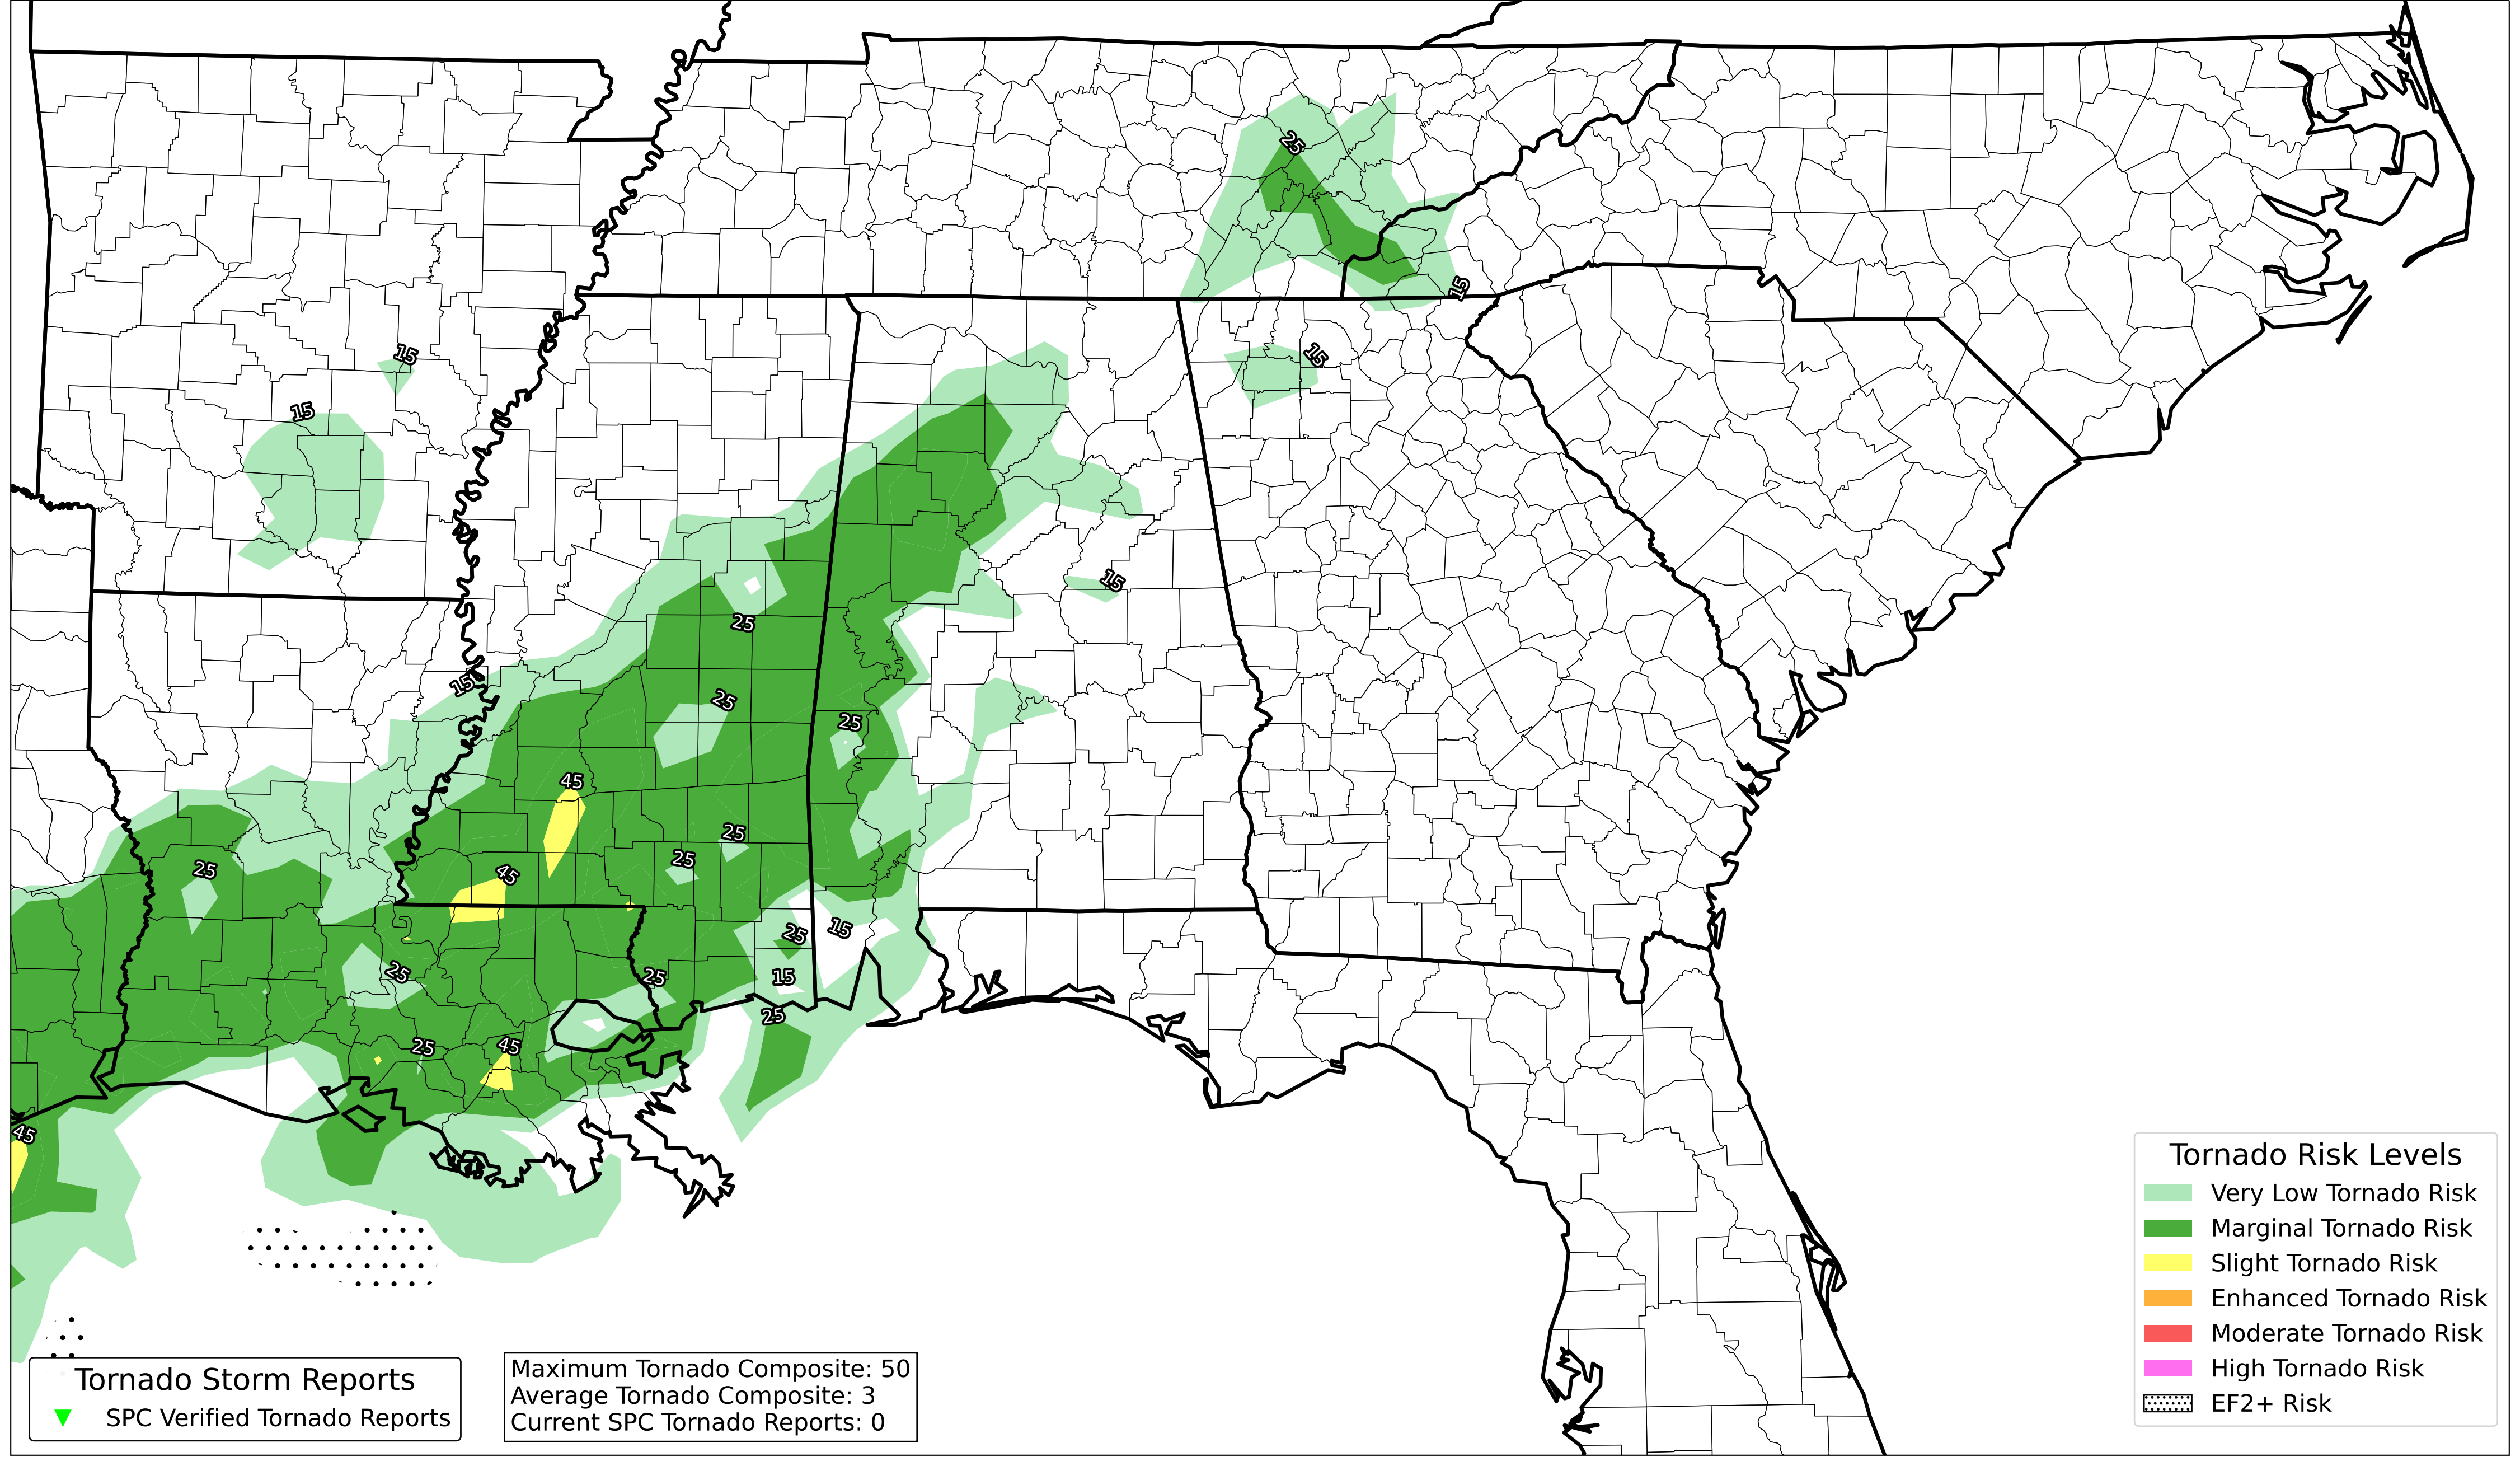 25
15
15
15
15
15
25
25
15
25
45
25
25
45
25
25
15
25
25
15
25
25
45
45
Tornado Risk Levels
Very Low Tornado Risk
Marginal Tornado Risk
Slight Tornado Risk
Enhanced Tornado Risk
Moderate Tornado Risk
High Tornado Risk
EF2+ Risk
Tornado Storm Reports
SPC Verified Tornado Reports
Maximum Tornado Composite: 50
Average Tornado Composite: 3
Current SPC Tornado Reports: 0